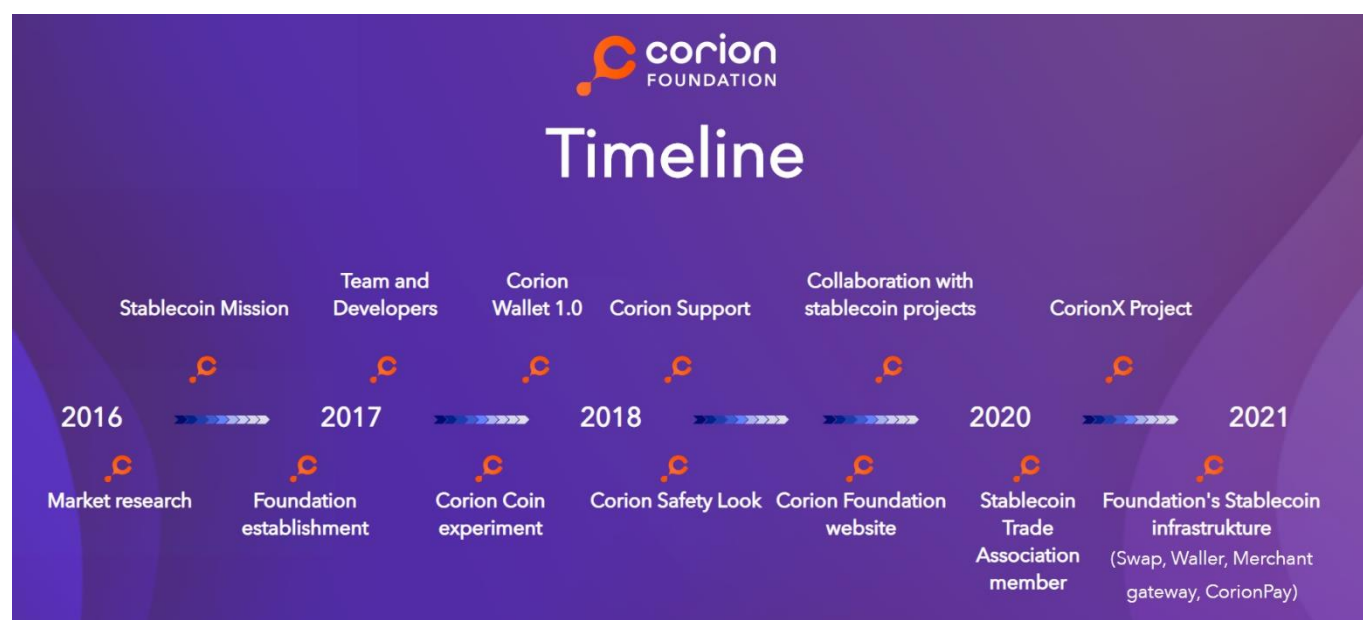 corion
FOUNDATION
Timeline
Stablecoin Mission
Team and
Developers
Corion
Wallet 1.0
Corion Support
Collaboration with
stablecoin projects
CorionX Project
2016
2017
2018
2020
2021
Market research
Foundation
establishment
Corion Coin
experiment
Corion Safety Look
Corion Foundation
website
Stablecoin
Trade
Association
member
Foundation's Stablecoin
infrastrukture
(Swap, Waller, Merchant
gateway, CorionPay)